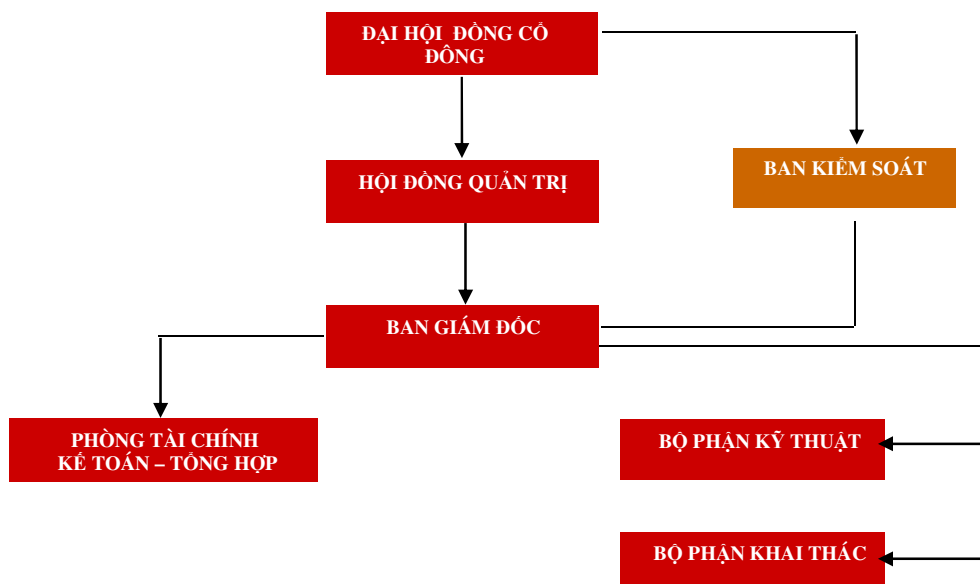 ĐẠI HỘI ĐỒNG CỔ
ĐÔNG
HỘI ĐỒNG QUẢN TRỊ
BAN KIỂM SOÁT
BAN GIÁM ĐỐC
PHÒNG TÀI CHÍNH
KẾ TOÁN – TỔNG HỢP
BỘ PHẬN KỸ THUẬT
BỘ PHẬN KHAI THÁC